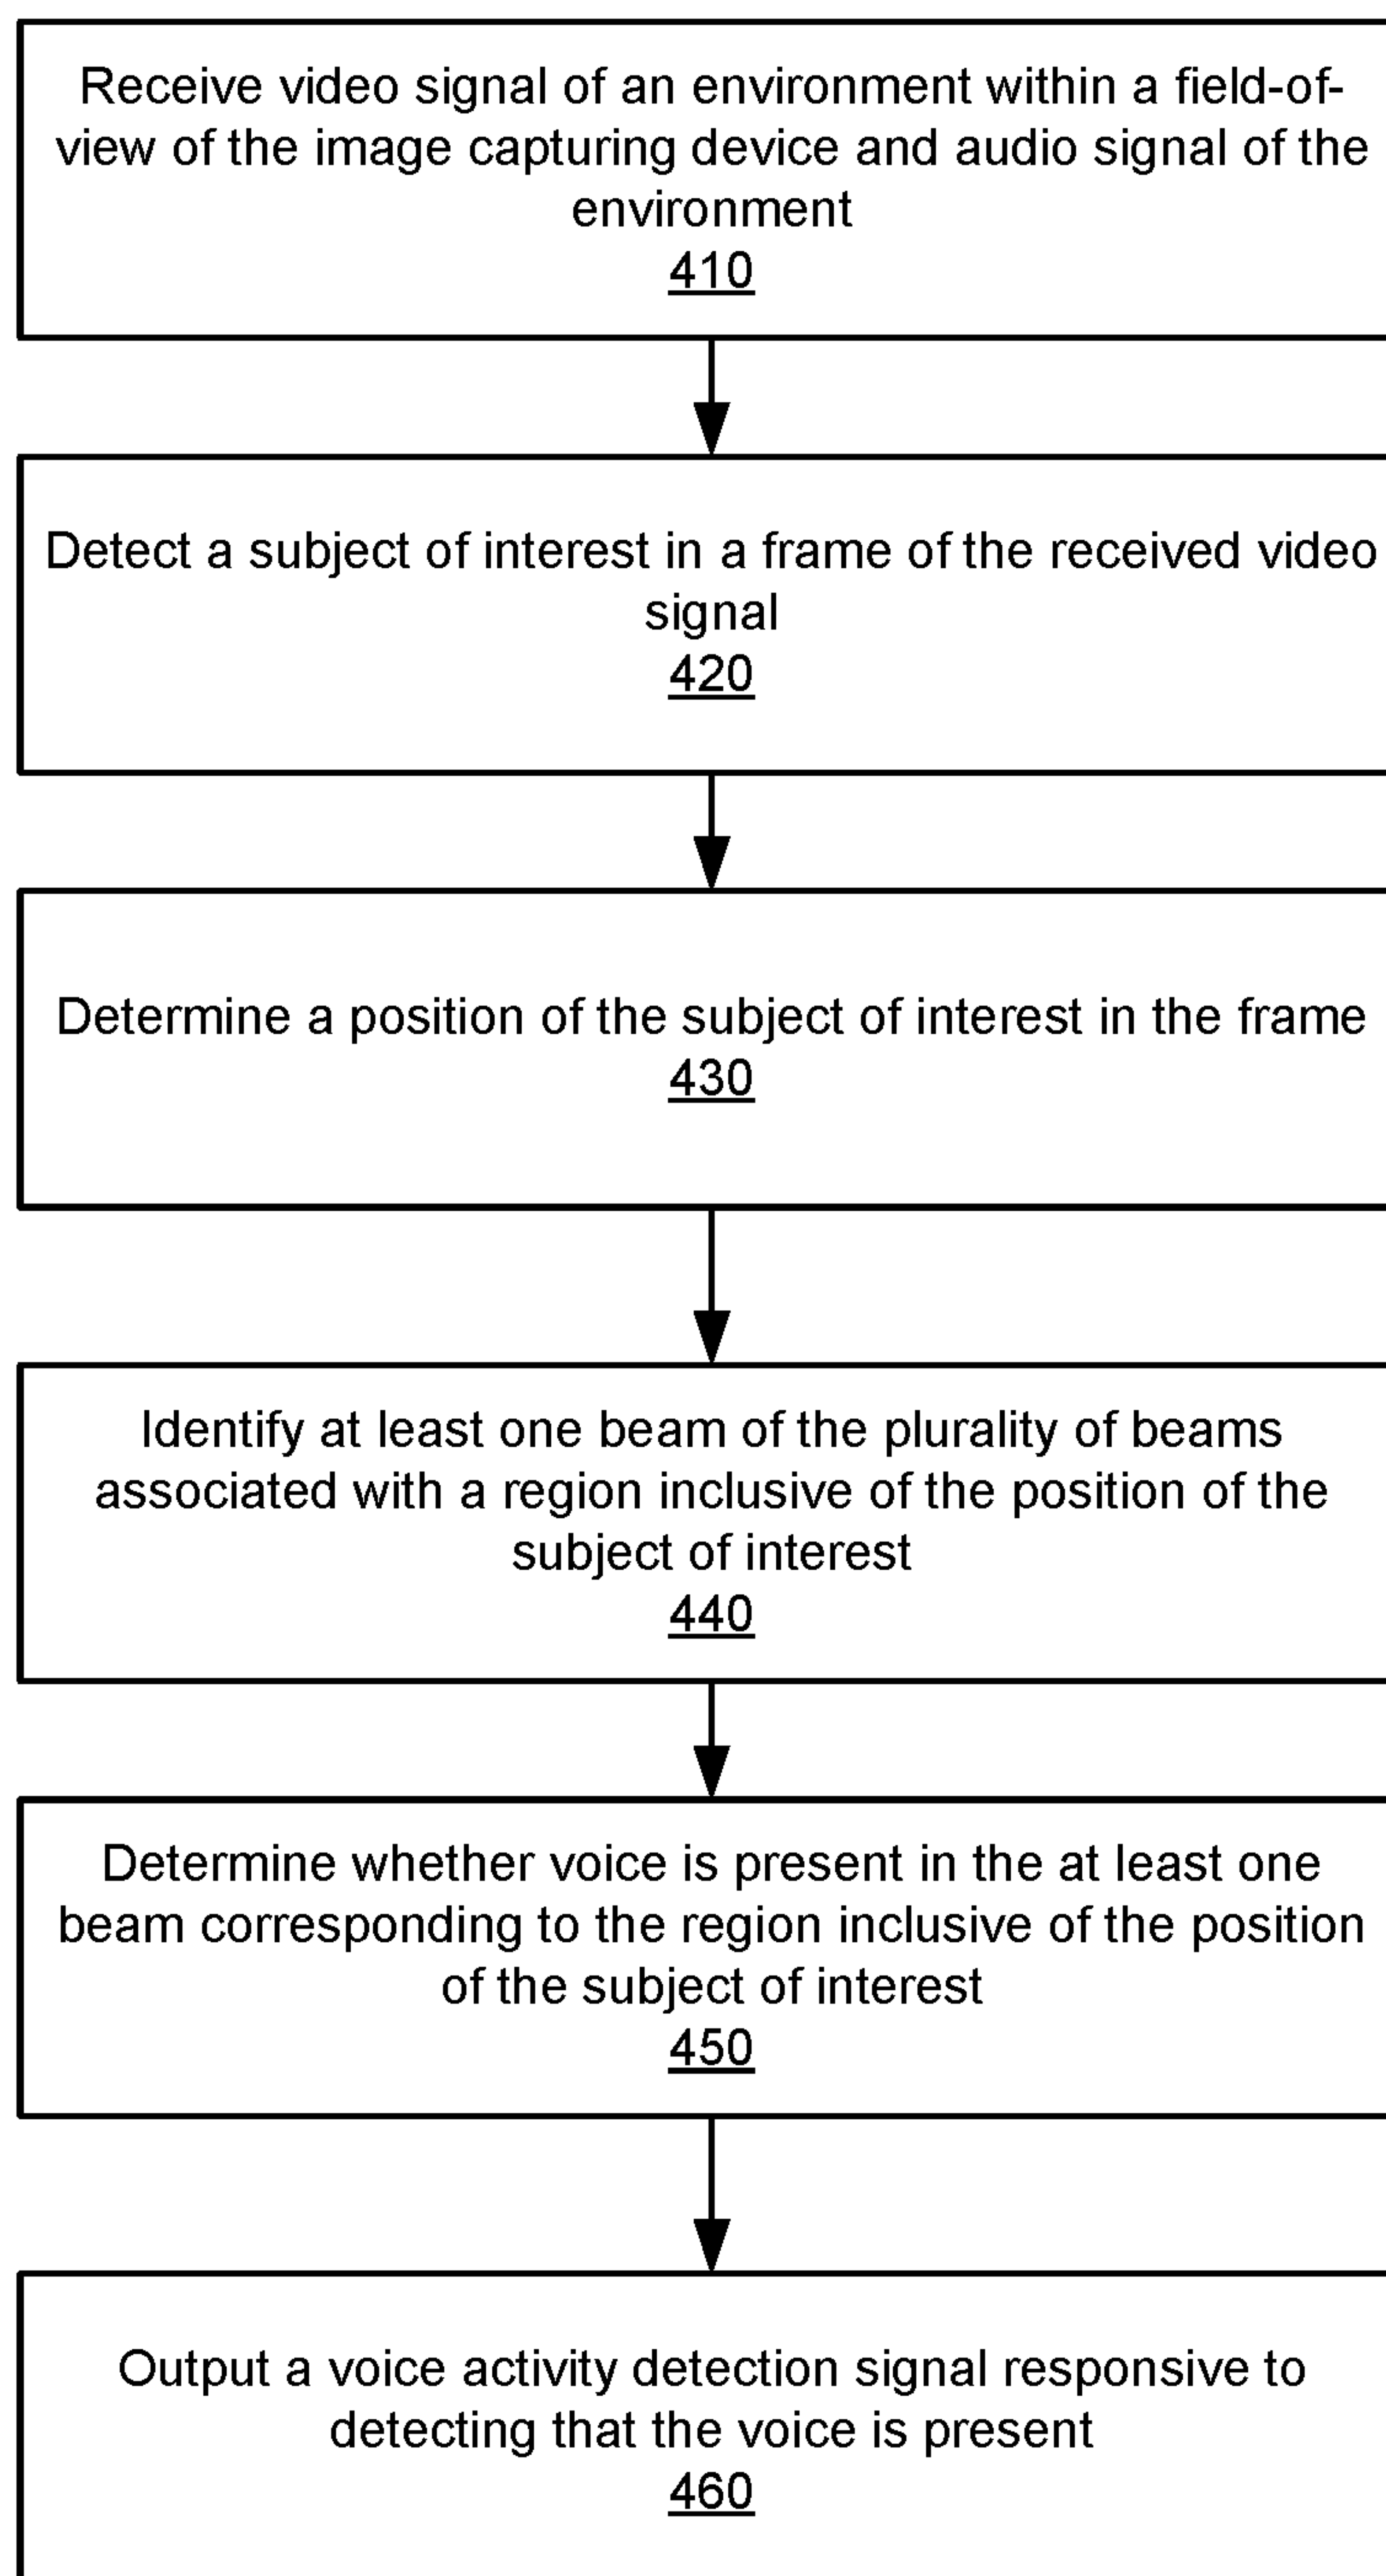 Receive video signal of an environment within a field-of-
view of the image capturing device and audio signal of the
environment
410
Detect a subject of interest in a frame of the received video
signal
420
Determine a position of the subject of interest in the frame
430
Identify at least one beam of the plurality of beams
associated with a region inclusive of the position of the
subject of interest
440
Determine whether voice is present in the at least one
beam corresponding to the region inclusive of the position
of the subject of interest
450
Output a voice activity detection signal responsive to
detecting that the voice is present
460